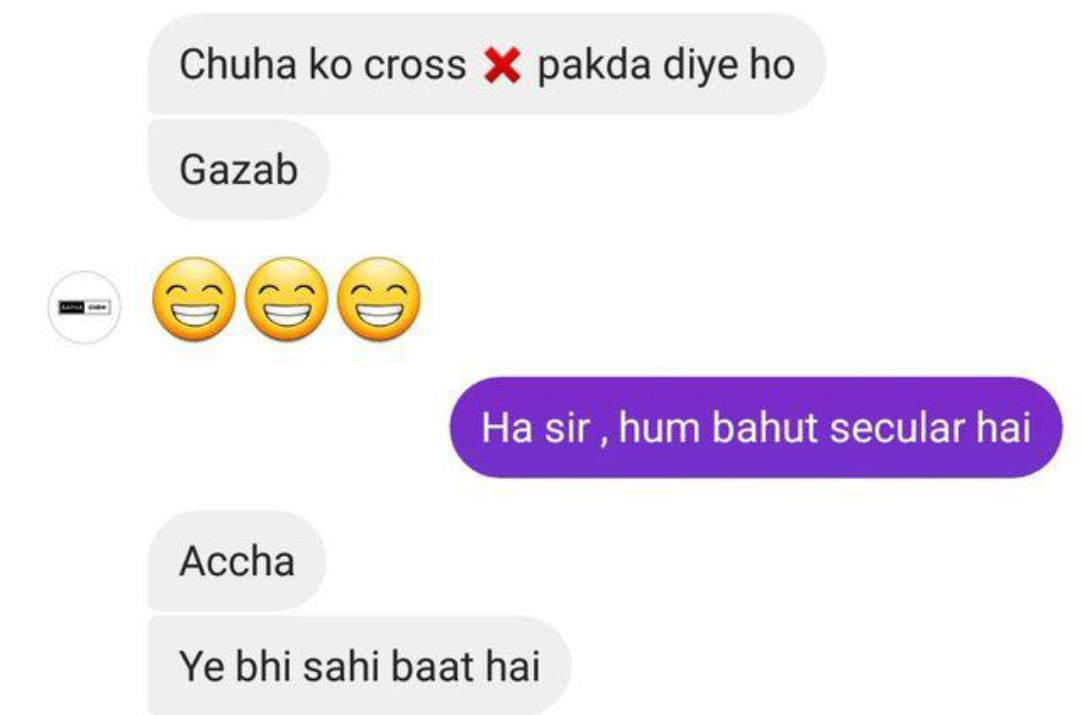 Chuha ko cross ❌ pakda diye ho
Gazab
😁😁😁
Ha sir , hum bahut secular hai
Accha
Ye bhi sahi baat hai